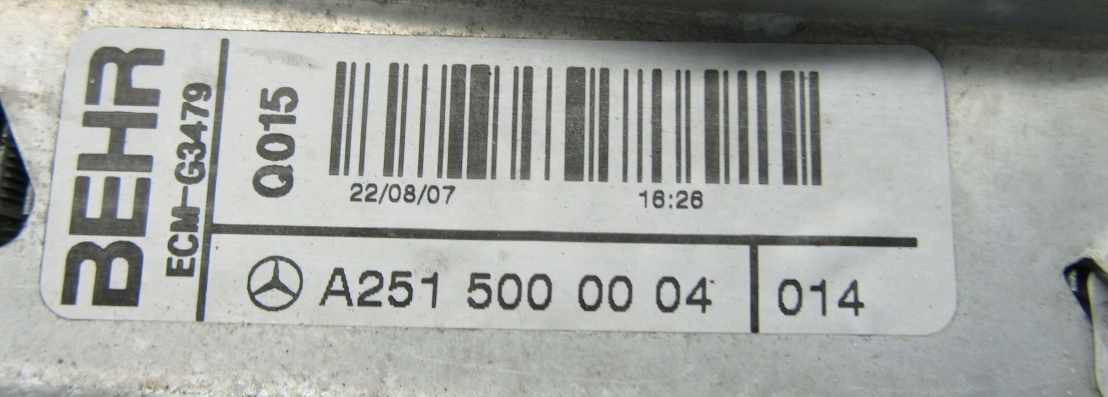 BEHR
ECM-G3479
Q015
22/08/07 16:26
A251 500 00 04 014